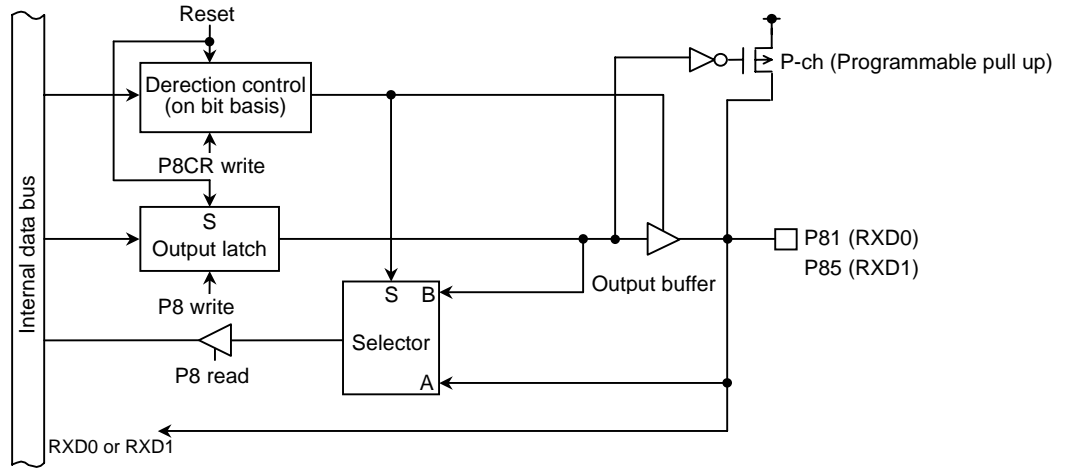 Reset
P-ch (Programmable pull up)
Derection control
(on bit basis)
P8CR write
Internal data bus
S
Output latch
P81 (RXD0)
P85 (RXD1)
Output buffer
P8 write
S
B
Selector
A
P8 read
RXD0 or RXD1